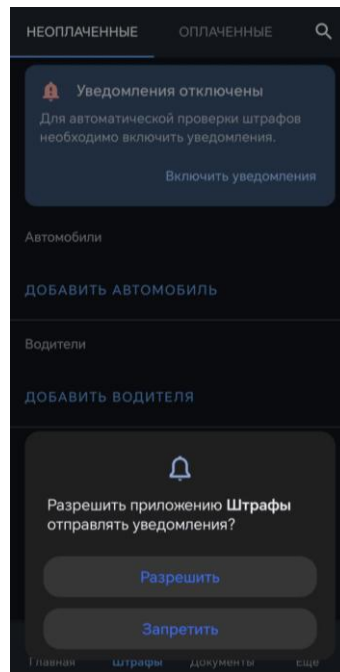 НЕОПЛАЧЕННЫЕ ОПЛАЧЕННЫЕ
Уведомления отключены
Для автоматической проверки штрафов
необходимо включить уведомления.
Включить уведомления
Автомобили
ДОБАВИТЬ АВТОМОБИЛЬ
Водители
ДОБАВИТЬ ВОДИТЕЛЯ
Разрешить приложению Штрафы
отправлять уведомления?
Разрешить
Запретить
Главная Штрафы Документы Еще